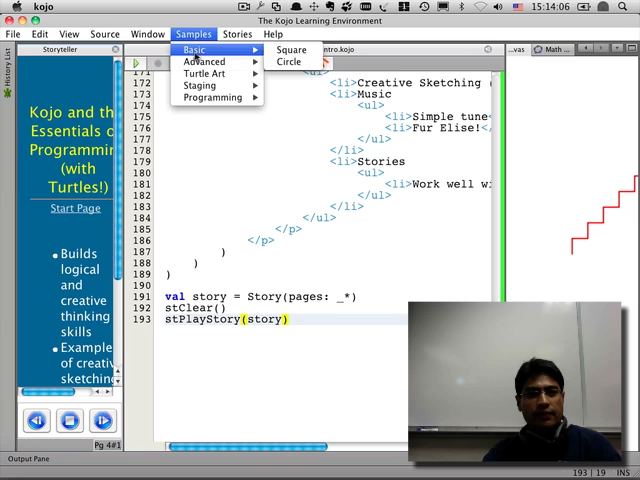 kojo
15:14:06
The Kojo Learning Environment
File Edit View Source Window Samples Stories Help
Basic
Advanced
Turtle Art
Staging
Programming
Square
Circle
History List
Storyteller
Kojo and th
Essentials o
Programmin
(with
Turtles!)
Start Page
Builds
logical
and
creative
thinking
skills
Example
of creativ
sketching
Pg 4#1
ntro.kojo
...vas
171 <ul>
172 <li>Creative Sketching (
173 <li>Music
174 <ul>
175 <li>Simple tune<
176 <li>Fur Elise!</
177 </ul>
178 </li>
179 <li>Stories
180 <ul>
181 <li>Work well wi
182 </ul>
183 </li>
184 </ul>
185 </p>
186 </p>
187 )
188 )
189 )
190
191 val story = Story(pages: _*)
192 stClear()
193 stPlayStory(story)
Output Pane
193 | 19 INS